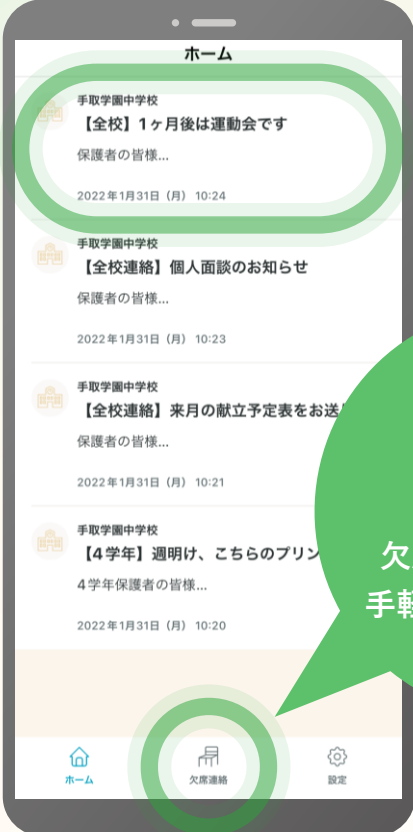 ホーム
手取学園中学校
【全校】1ヶ月後は運動会です
保護者の皆様...
2022年1月31日（月） 10:24
手取学園中学校
【全校連絡】個人面談のお知らせ
保護者の皆様...
2022年1月31日（月） 10:23
手取学園中学校
【全校連絡】来月の献立予定表をお送
保護者の皆様...
2022年1月31日（月） 10:21
手取学園中学校
【4学年】週明け、こちらのプリン
4学年保護者の皆様...
2022年1月31日（月） 10:20
欠
手軽
ホーム
欠席連絡
設定